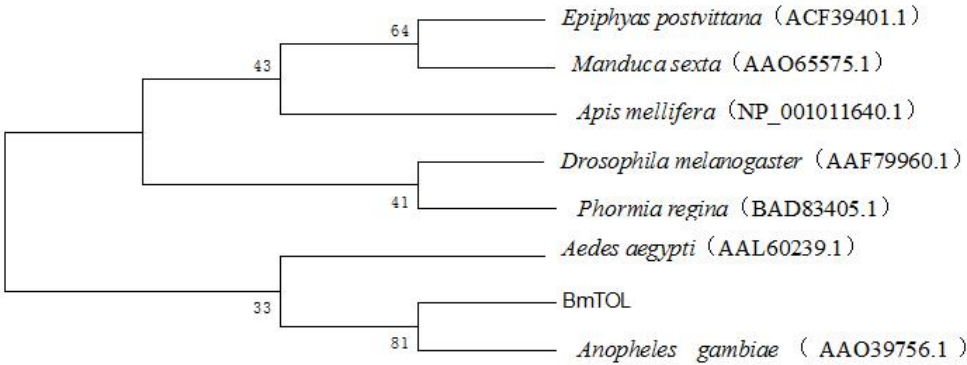 Epiphyas postvittana (ACF39401.1)
64
Manduca sexta (AAO65575.1)
43
Apis mellifera (NP_001011640.1)
Drosophila melanogaster (AAF79960.1)
41
Phormia regina (BAD83405.1)
Aedes aegypti (AAL60239.1)
33
BmTOL
81
Anopheles gambiae ( AAO39756.1 )